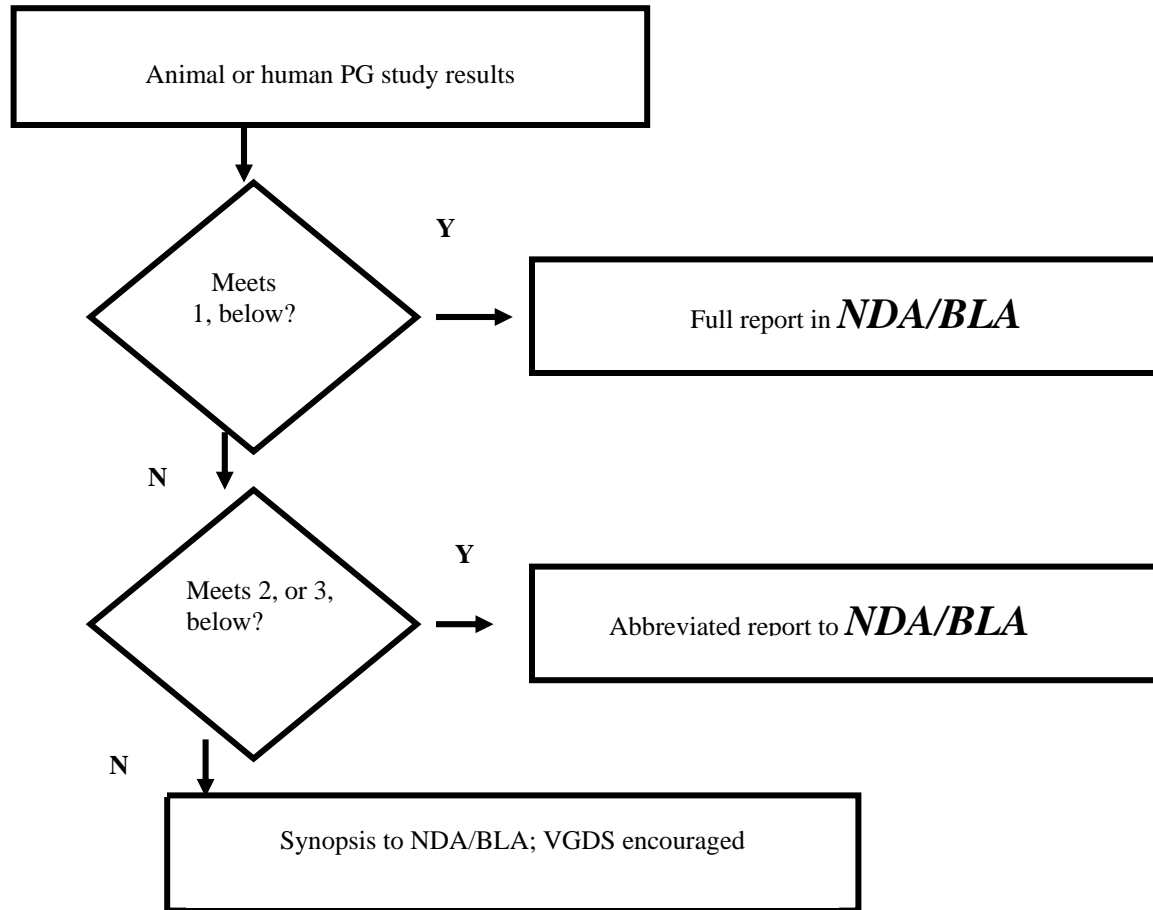 Animal or human PG study results
Y
Meets
1, below?
Full report in NDA/BLA
N
Y
Meets 2, or 3,
below?
Abbreviated report to NDA/BLA
N
Synopsis to NDA/BLA; VGDS encouraged